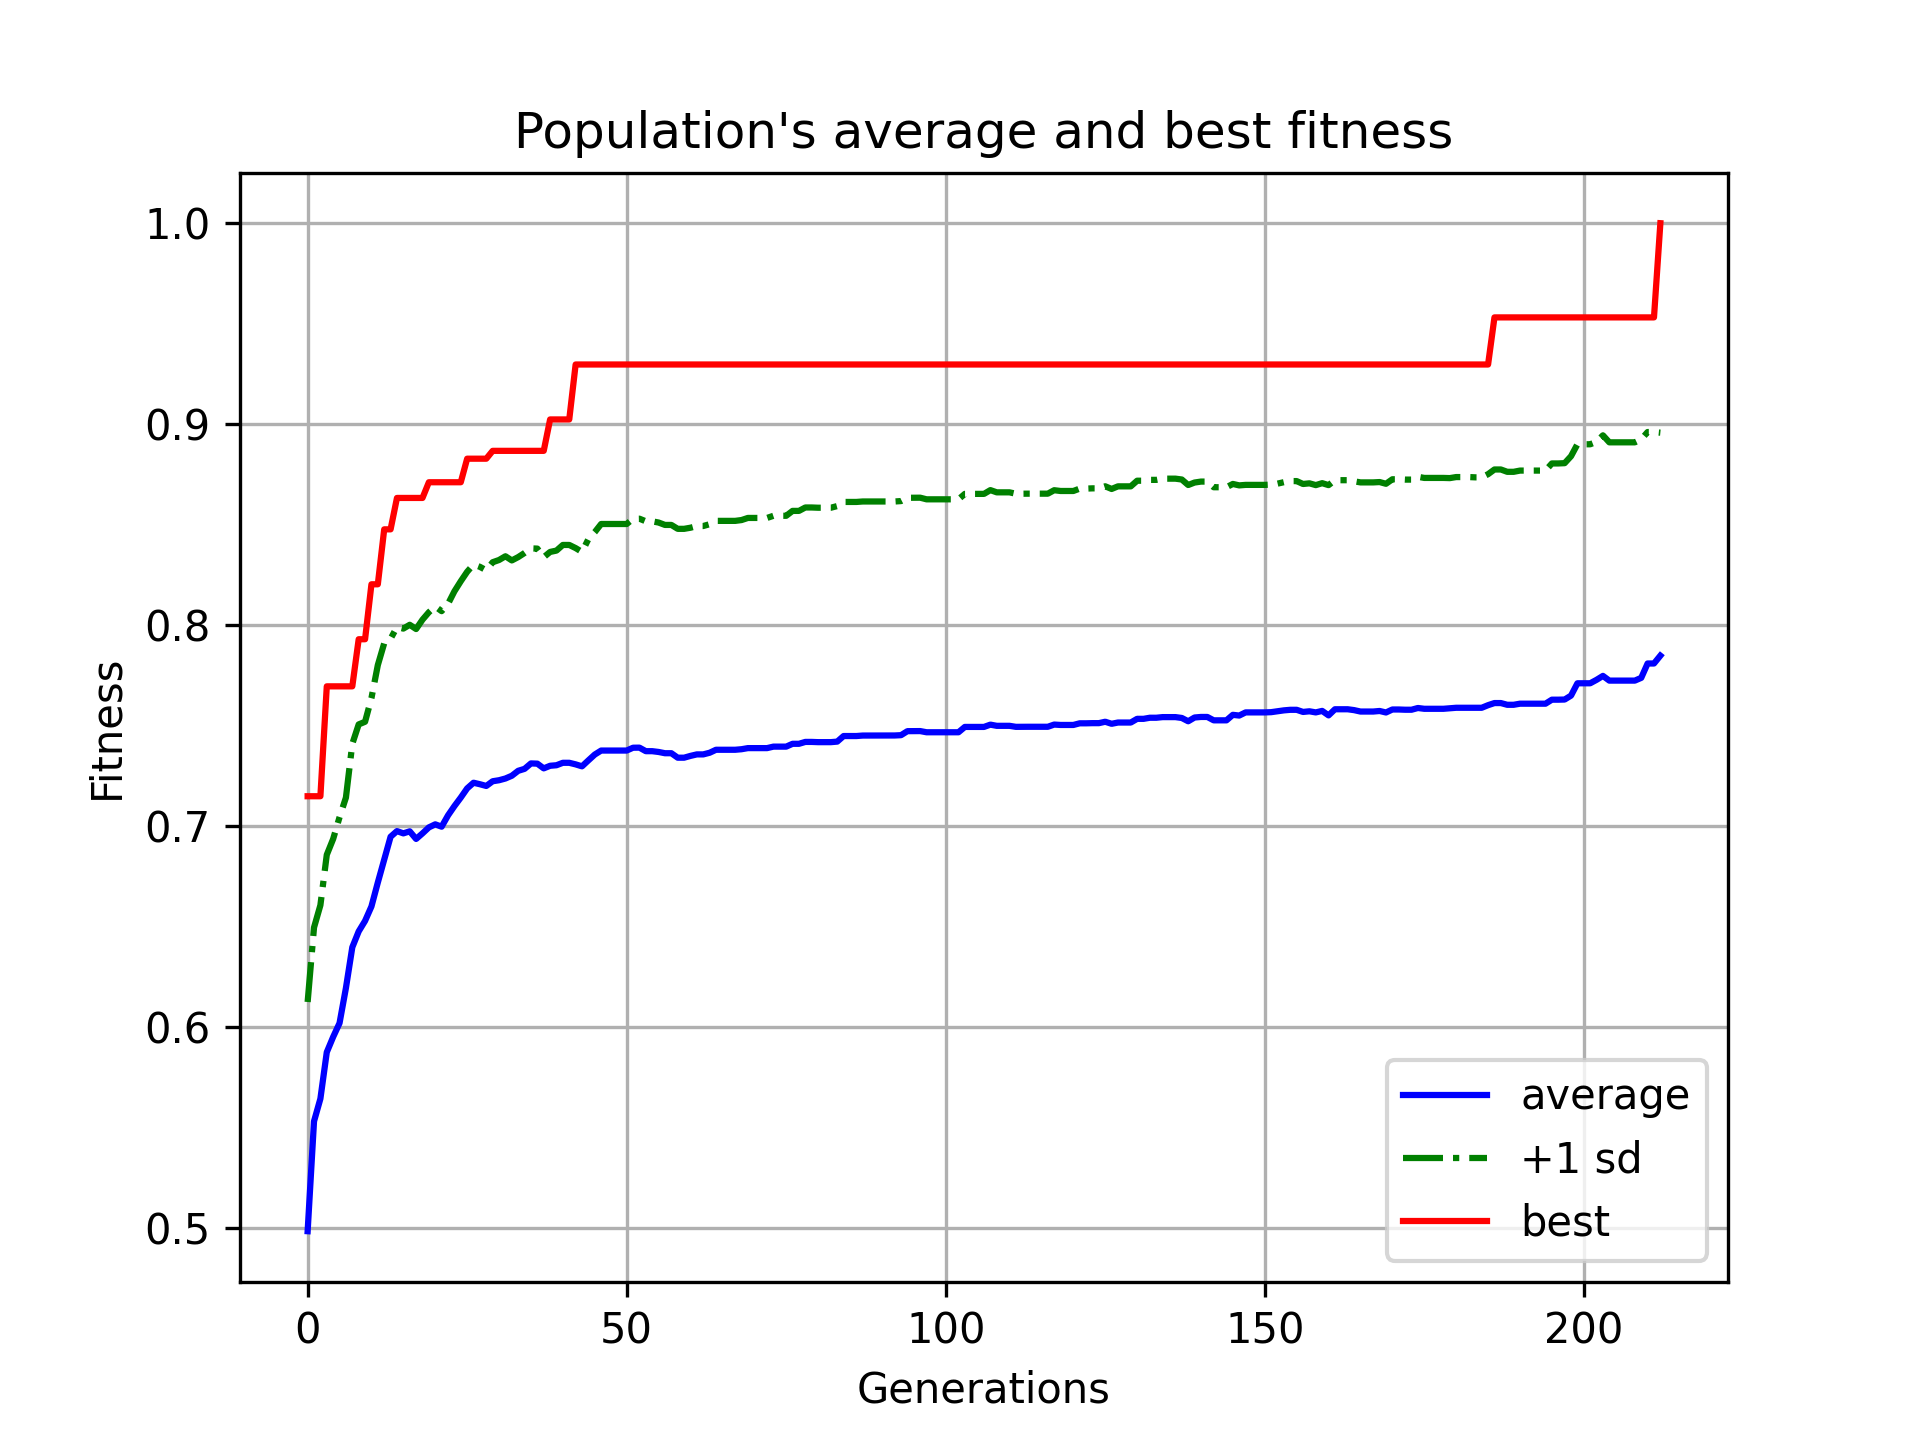 Population's average and best fitness
1.0
0.9
0.8
0.7
0.6
0.5
Fitness
0 50 100 150 200
Generations
average
+1 sd
best